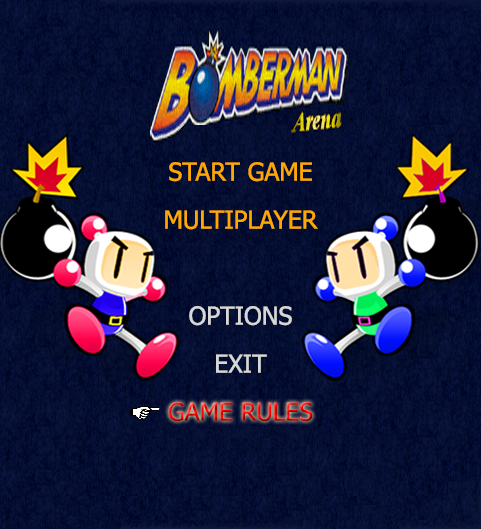 BOMBERMAN
Arena
START GAME
MULTIPLAYER
OPTIONS
EXIT
GAME RULES